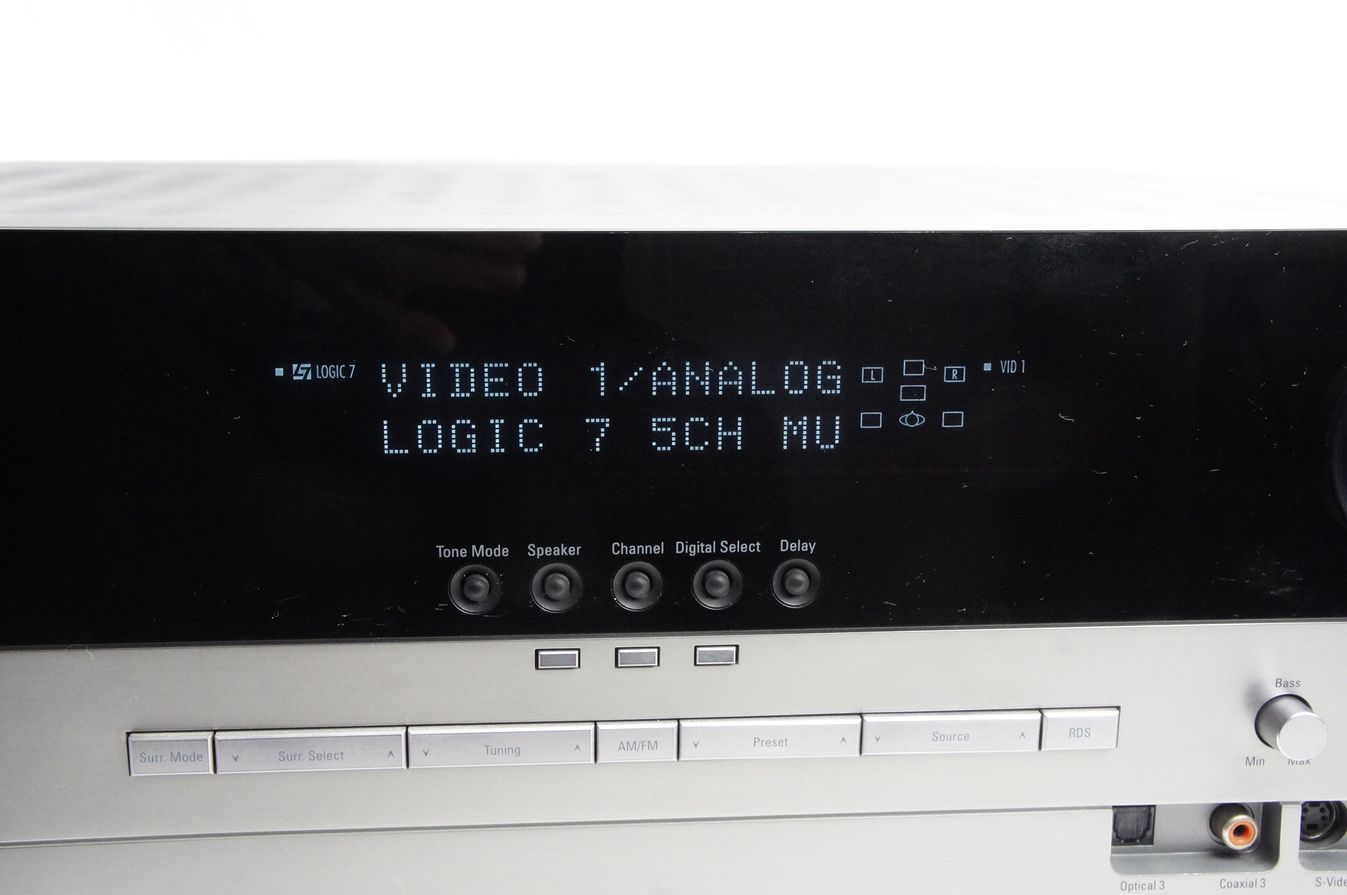 LOGIC 7 VIDEO 1/ANALOG L R VID 1
LOGIC 7 5CH MU
Tone Mode Speaker Channel Digital Select Delay
Surr. Mode Surr. Select Tuning AM/FM Preset Source RDS
Bass
Min Max
Optical 3 Coaxial 3 S-Vide